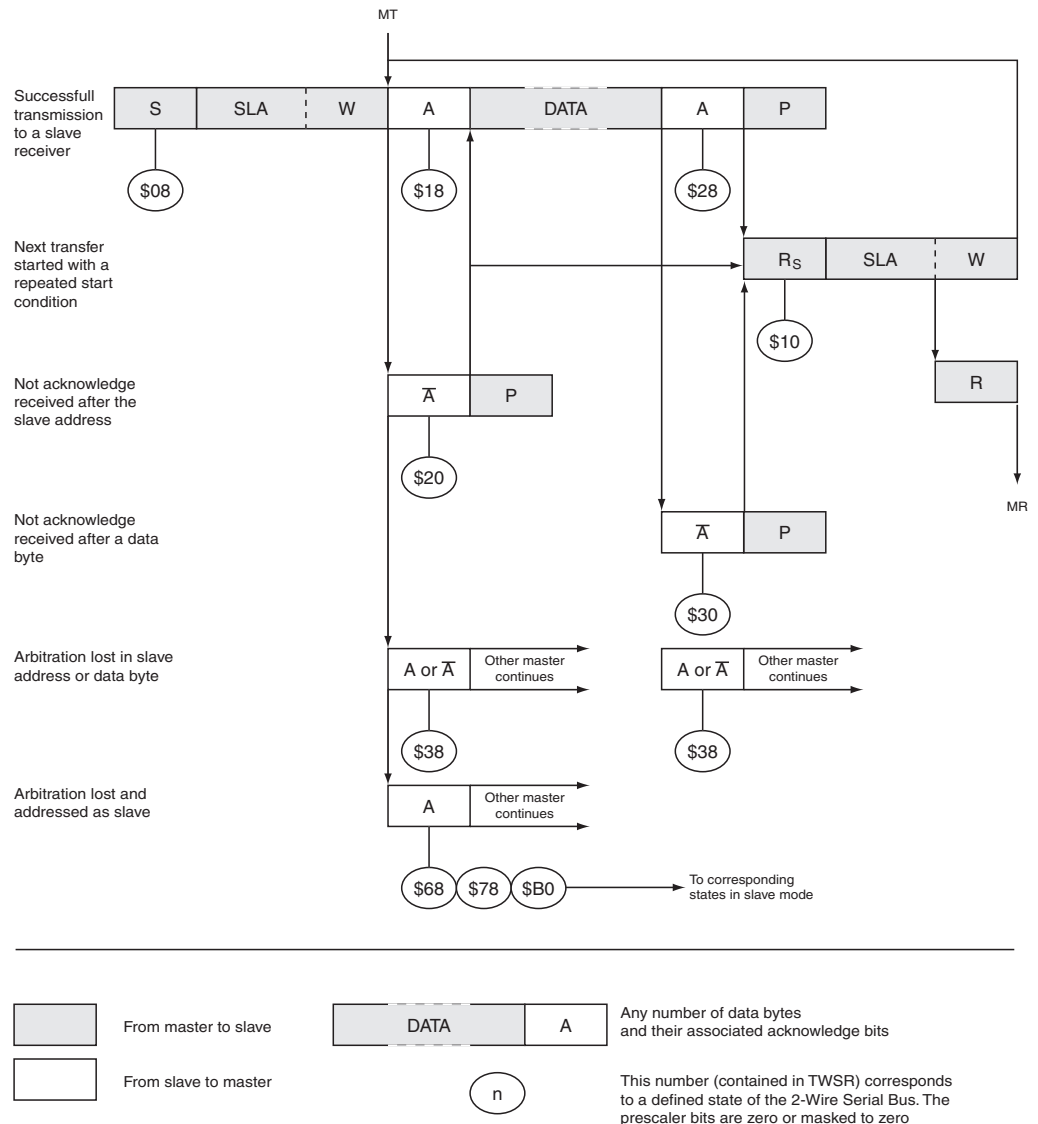 MT
Successfull
transmission
to a slave
receiver
S SLA W A DATA A P
$08 $18 $28
Next transfer
started with a
repeated start
condition
RS SLA W
$10
Not acknowledge
received after the
slave address
A̅ P
R
$20
MR
Not acknowledge
received after a data
byte
A̅ P
$30
Arbitration lost in slave
address or data byte
A or A̅ Other master
continues
A or A̅ Other master
continues
$38 $38
Arbitration lost and
addressed as slave
A Other master
continues
$68 $78 $B0
To corresponding
states in slave mode
From master to slave
DATA A
Any number of data bytes
and their associated acknowledge bits
From slave to master
n
This number (contained in TWSR) corresponds
to a defined state of the 2-Wire Serial Bus. The
prescaler bits are zero or masked to zero